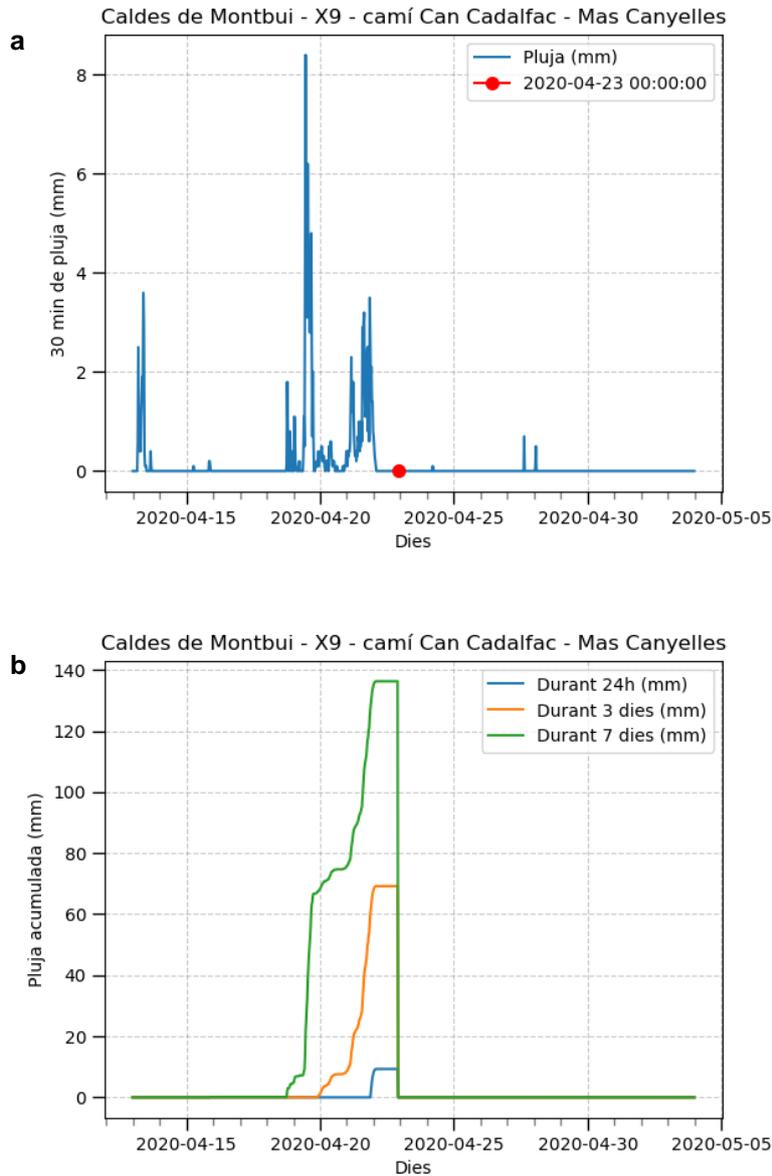 a
Caldes de Montbui - X9 - camí Can Cadalfac - Mas Canyelles
Pluja (mm)
2020-04-23 00:00:00
30 min de pluja (mm)
8
6
4
2
0
2020-04-15 2020-04-20 2020-04-25 2020-04-30 2020-05-05
Dies
b
Caldes de Montbui - X9 - camí Can Cadalfac - Mas Canyelles
Durant 24h (mm)
Durant 3 dies (mm)
Durant 7 dies (mm)
Pluja acumulada (mm)
140
120
100
80
60
40
20
0
2020-04-15 2020-04-20 2020-04-25 2020-04-30 2020-05-05
Dies